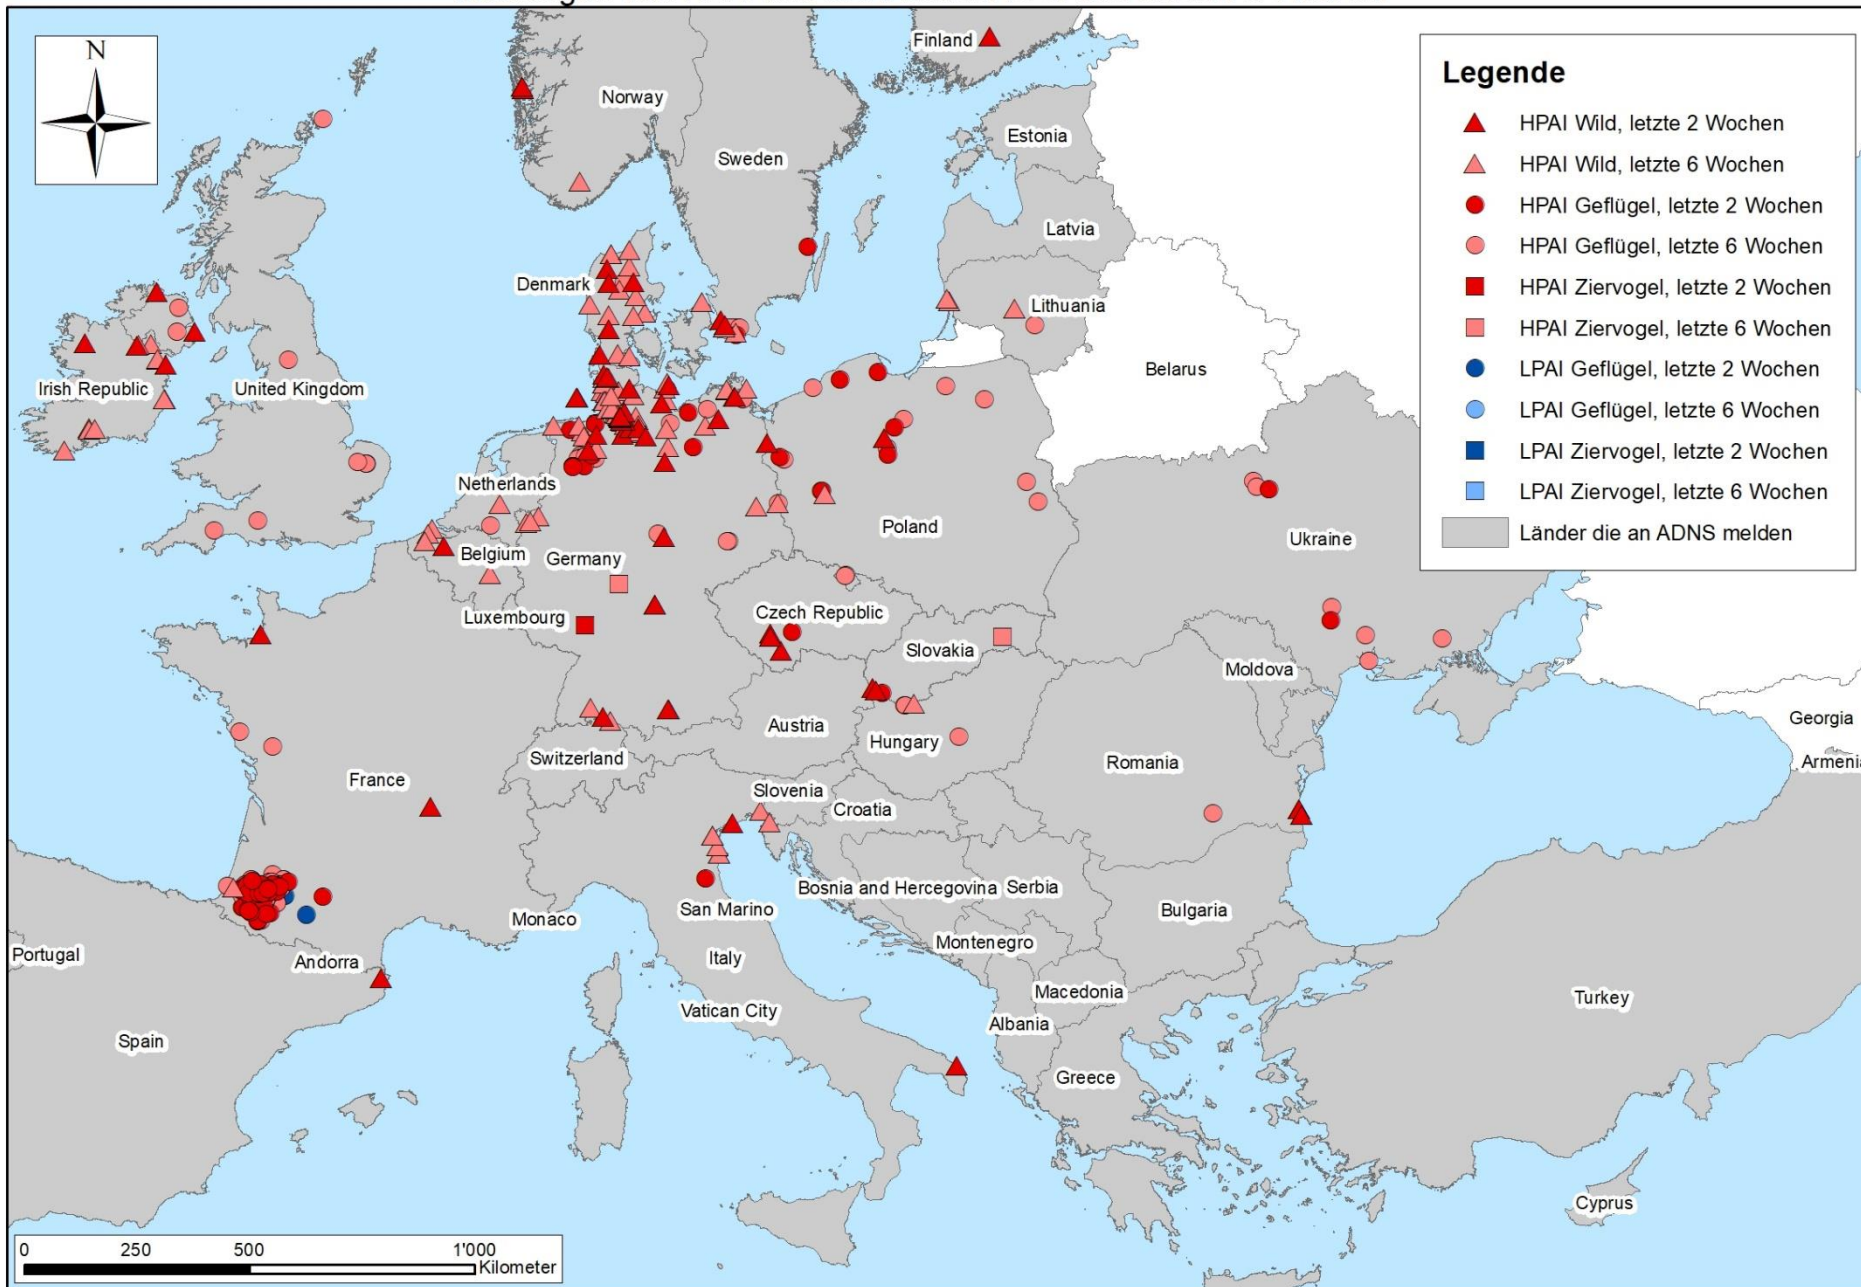 N
Finland
Norway
Sweden
Estonia
Latvia
Denmark
Lithuania
Irish Republic
United Kingdom
Belarus
Netherlands
Poland
Belgium
Germany
Ukraine
Luxembourg
Czech Republic
Slovakia
Moldova
Austria
Georgia
Switzerland
Hungary
Romania
Armenia
France
Slovenia
Croatia
Bosnia and Hercegovina
Serbia
Monaco
San Marino
Bulgaria
Portugal
Andorra
Montenegro
Italy
Macedonia
Turkey
Vatican City
Albania
Spain
Greece
Cyprus
Legende
HPAI Wild, letzte 2 Wochen
HPAI Wild, letzte 6 Wochen
HPAI Geflügel, letzte 2 Wochen
HPAI Geflügel, letzte 6 Wochen
HPAI Ziervogel, letzte 2 Wochen
HPAI Ziervogel, letzte 6 Wochen
LPAI Geflügel, letzte 2 Wochen
LPAI Geflügel, letzte 6 Wochen
LPAI Ziervogel, letzte 2 Wochen
LPAI Ziervogel, letzte 6 Wochen
Länder die an ADNS melden
0 250 500 1'000
Kilometer